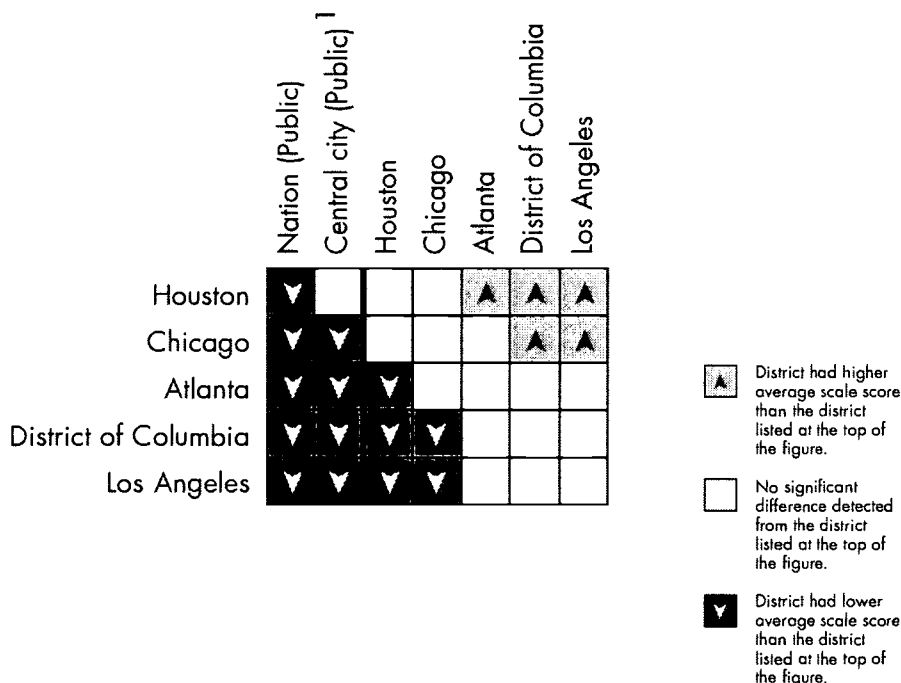 Nation (Public)
Central city (Public) 1
Houston
Chicago
Atlanta
District of Columbia
Los Angeles
Houston
Chicago
Atlanta
District of Columbia
Los Angeles
District had higher
average scale score
than the district
listed at the top of
the figure.
No significant
difference detected
from the district
listed at the top of
the figure.
District had lower
average scale score
than the district
listed at the top of
the figure.